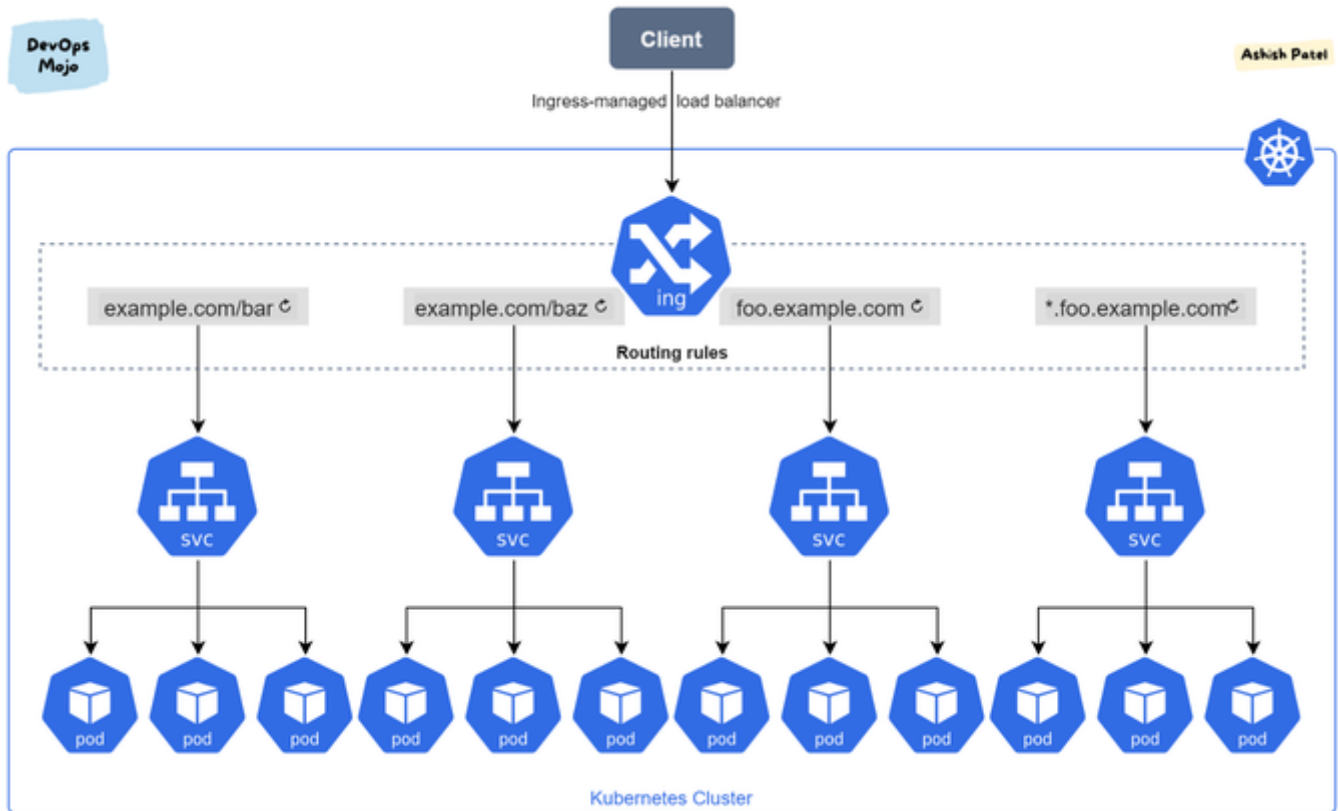 DevOps
Mojo
Client
Ashish Patel
Ingress-managed load balancer
ing
example.com/bar
example.com/baz
foo.example.com
*.foo.example.com
Routing rules
svc
svc
svc
svc
pod
pod
pod
pod
pod
pod
pod
pod
pod
pod
pod
pod
Kubernetes Cluster